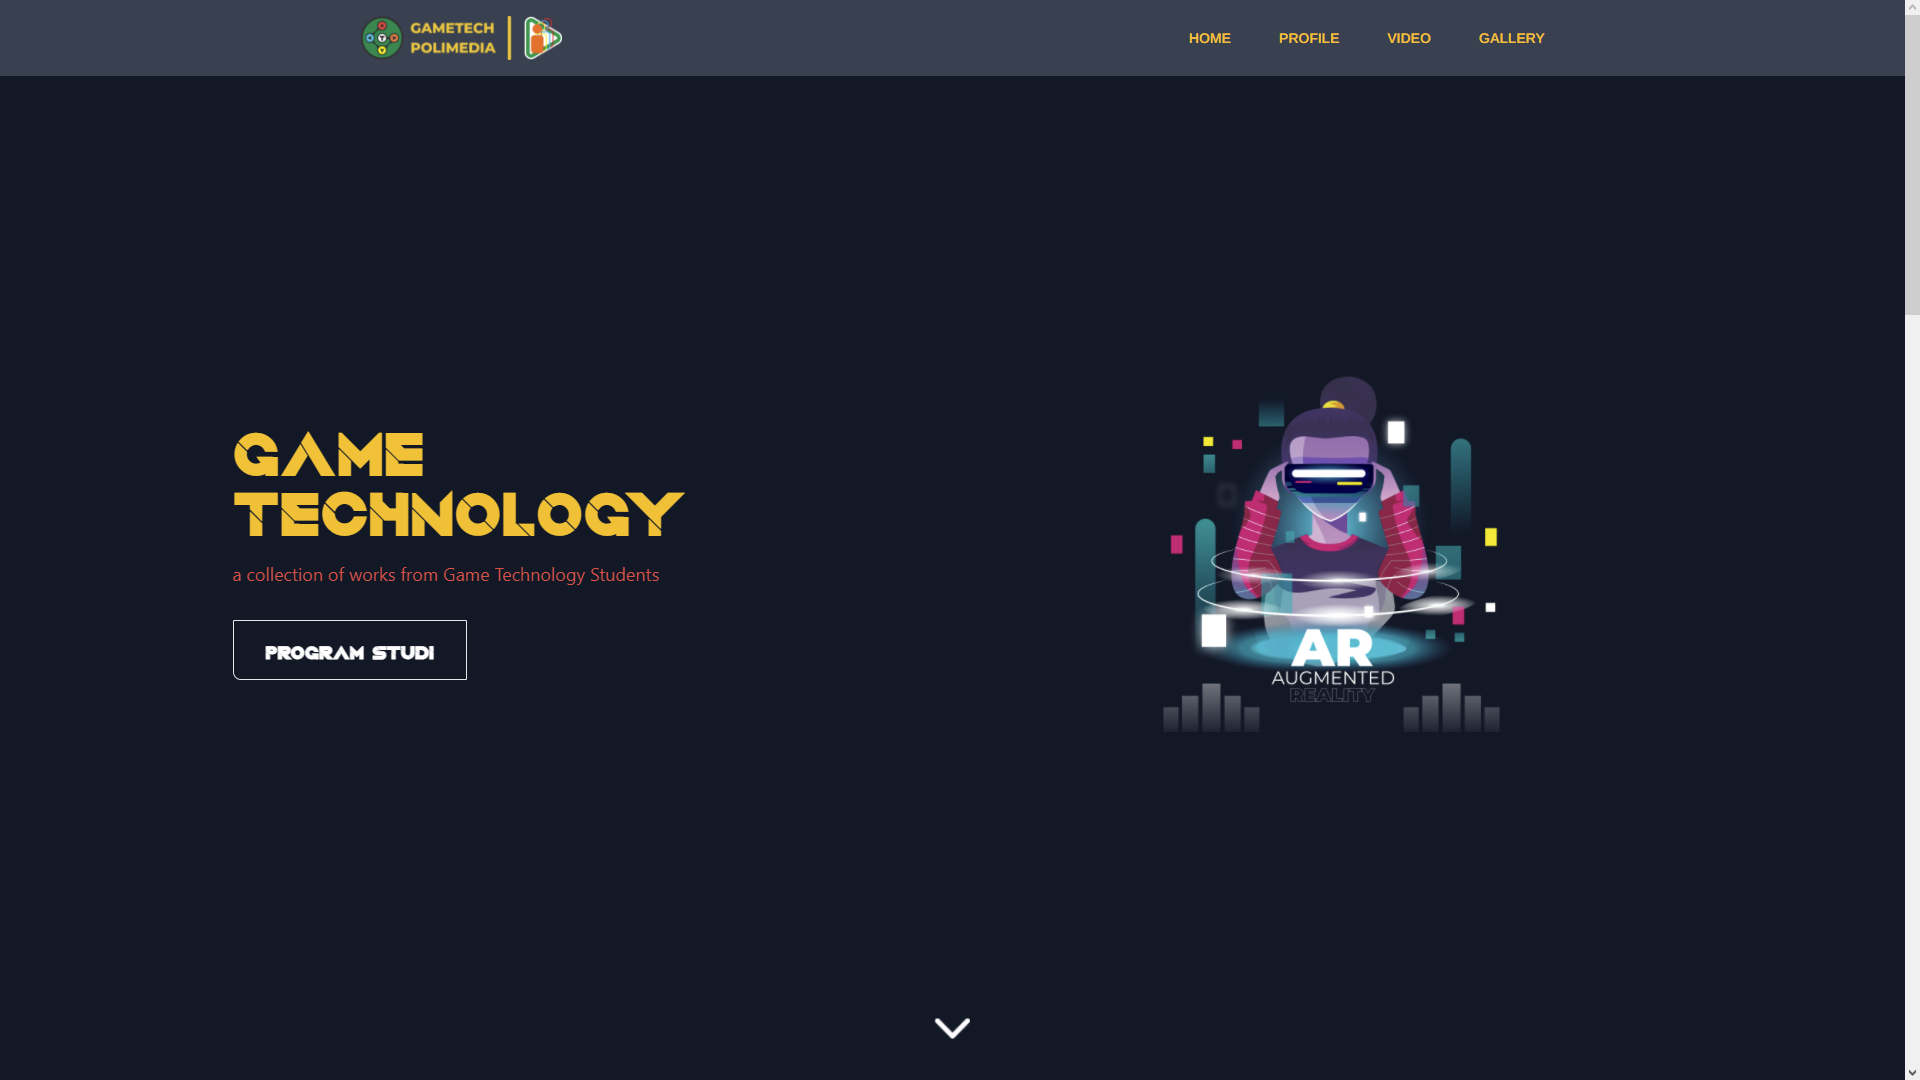 GAMETECH
POLIMEDIA
HOME
PROFILE
VIDEO
GALLERY
GAME
TECHNOLOGY
a collection of works from Game Technology Students
PROGRAM STUDI
AR
AUGMENTED
REALITY